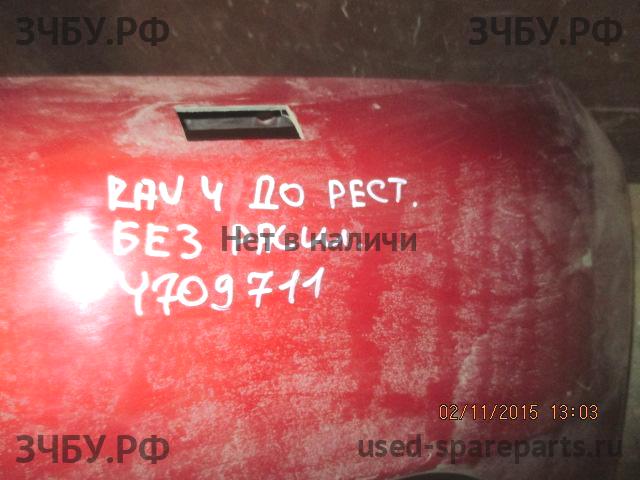 ЗЧБУ.РФ ЗЧБУ.РФ
RAV 4 ДО РЕСТ.
БЕЗ
Нет в наличи
Y709711
02/11/2015 13:03
ЗЧБУ.РФ used-spareparts.ru